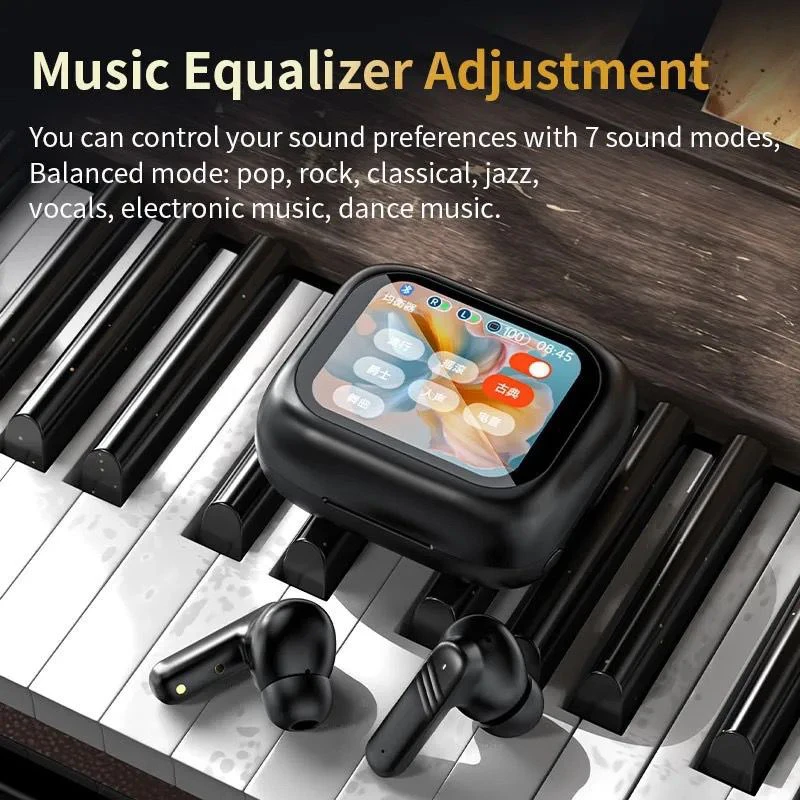 Music Equalizer Adjustment
You can control your sound preferences with 7 sound modes,
Balanced mode: pop, rock, classical, jazz,
vocals, electronic music, dance music.
R L 100 08:45
均衡器
流行 摇滚 古典
爵士 人声 电音
舞曲